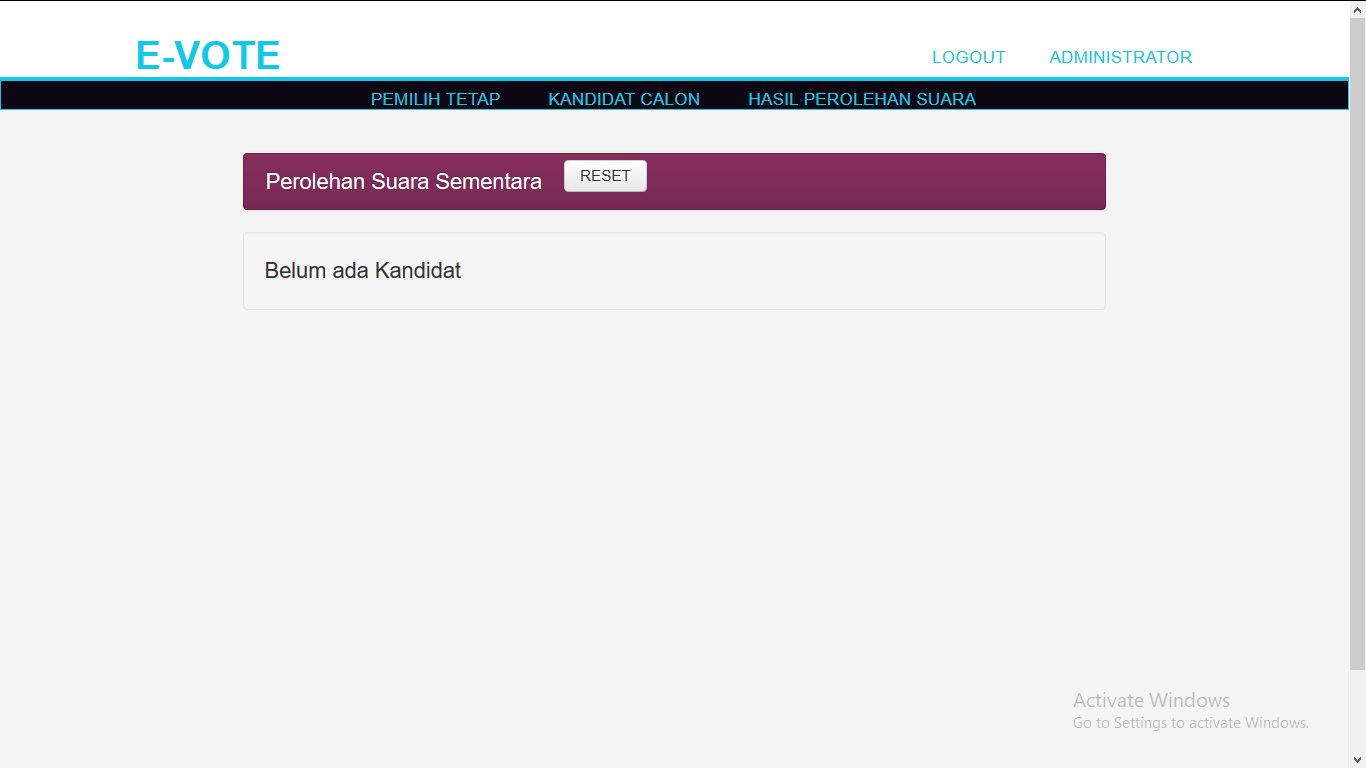 E-VOTE LOGOUT ADMINISTRATOR
PEMILIH TETAP KANDIDAT CALON HASIL PEROLEHAN SUARA
Perolehan Suara Sementara RESET
Belum ada Kandidat
Activate Windows
Go to Settings to activate Windows.